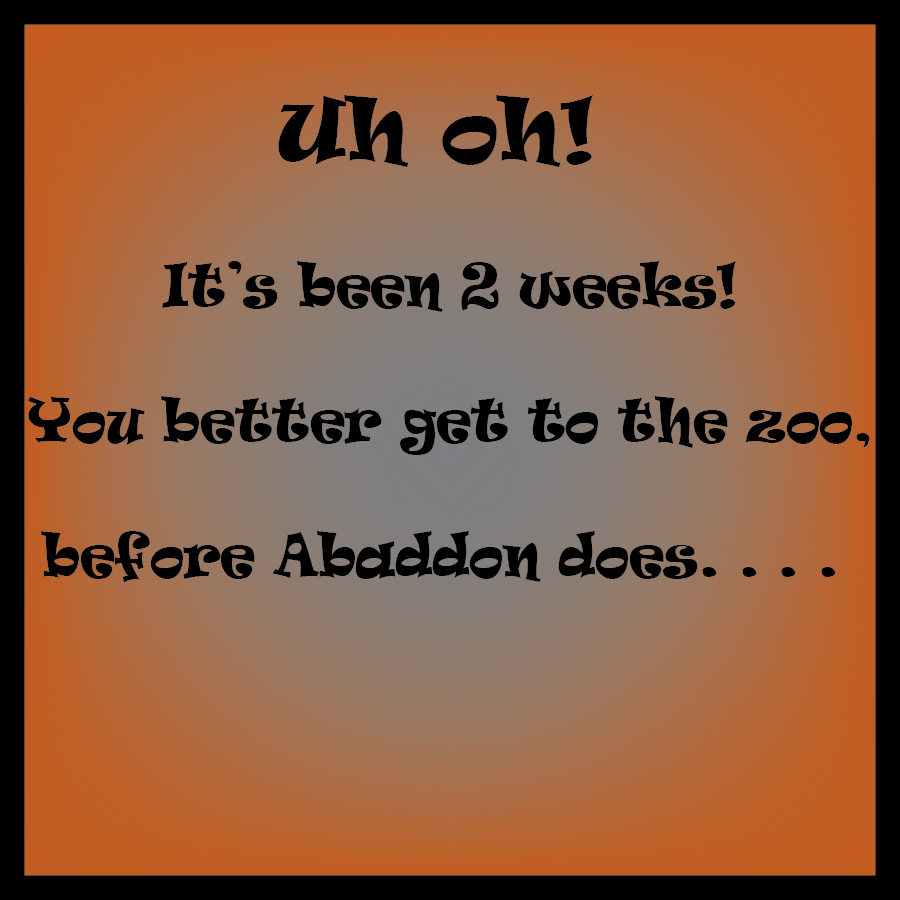 Uh oh!
It's been 2 weeks!
You better get to the zoo,
before Abaddon does. . . .